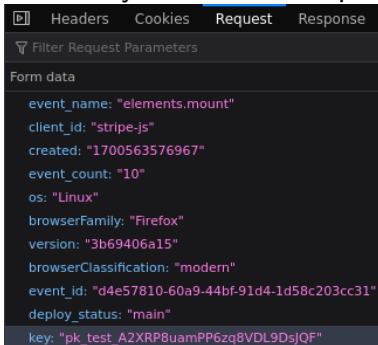 Headers Cookies Request Response
Filter Request Parameters
Form data
event_name: "elements.mount"
client_id: "stripe-js"
created: "1700563576967"
event_count: "10"
os: "Linux"
browserFamily: "Firefox"
version: "3b69406a15"
browserClassification: "modern"
event_id: "d4e57810-60a9-44bf-91d4-1d58c203cc31"
deploy_status: "main"
key: "pk_test_A2XRP8uamPP6zq8VDL9DsJQF"